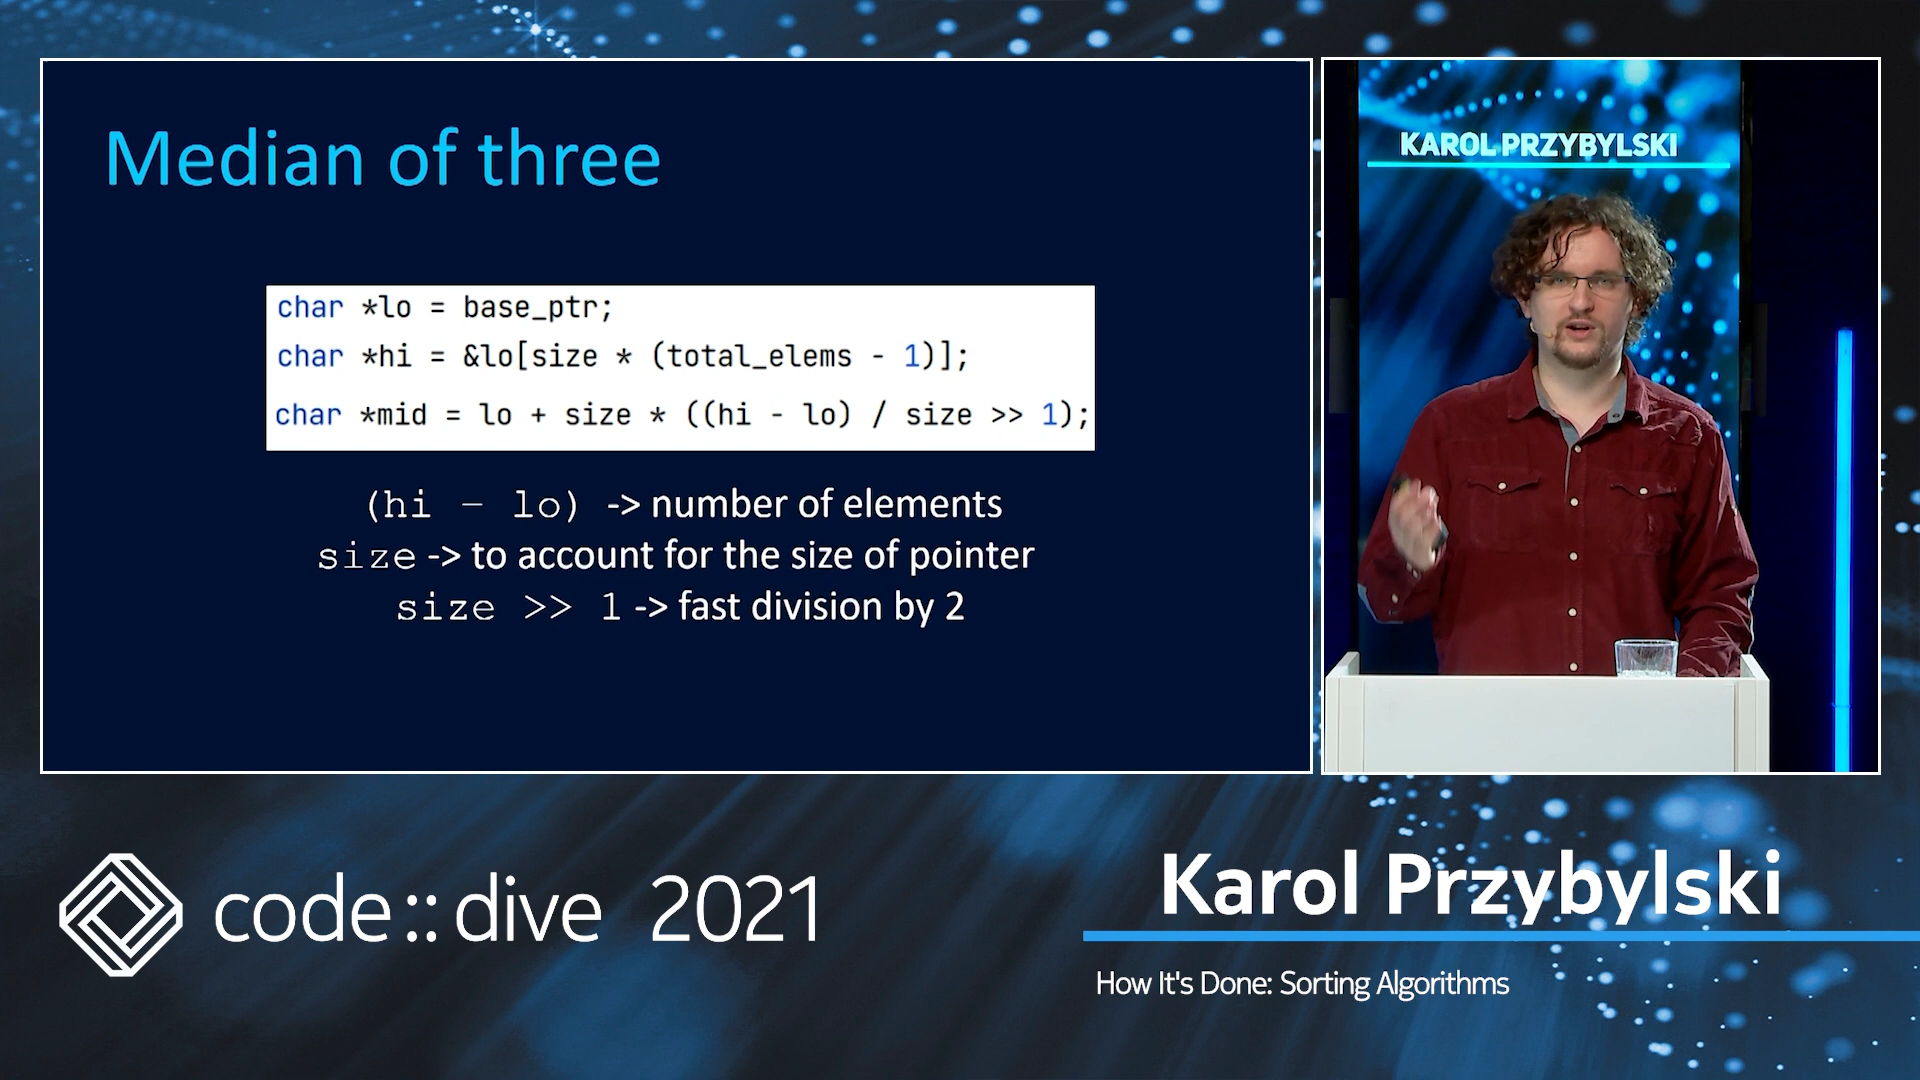 Median of three
char *lo = base_ptr;
char *hi = &lo[size * (total_elems - 1)];
char *mid = lo + size * ((hi - lo) / size >> 1);
(hi – lo) -> number of elements
size -> to account for the size of pointer
size >> 1 -> fast division by 2
KAROL PRZYBYLSKI
code::dive 2021
Karol Przybylski
How It's Done: Sorting Algorithms